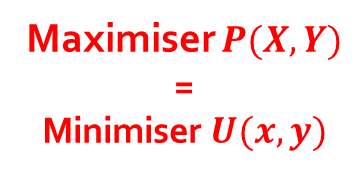 Maximiser P(X, Y)
=
Minimiser U(x, y)